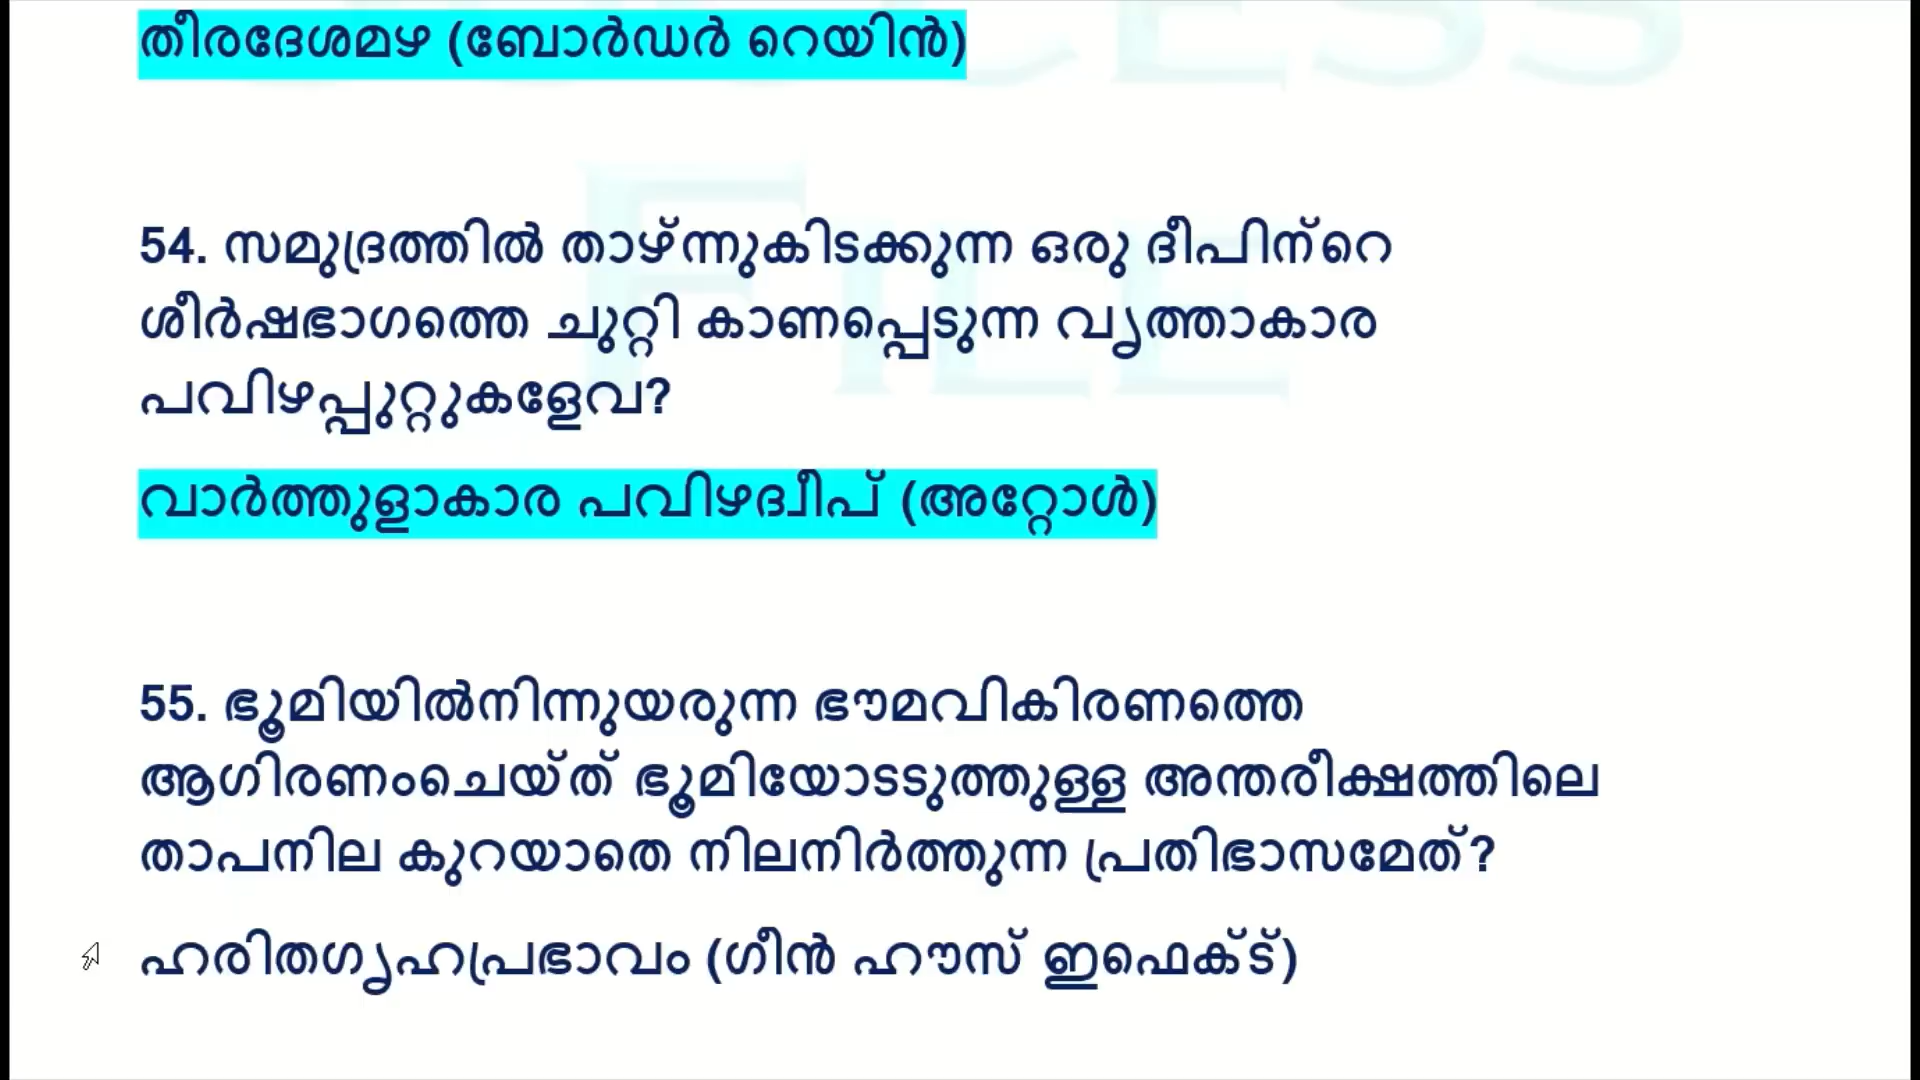 തീരദേശമഴ (ബോർഡർ റെയിൻ)
54. സമുദ്രത്തിൽ താഴ്ന്നുകിടക്കുന്ന ഒരു ദീപിന്റെ
ശീർഷഭാഗത്തെ ചുറ്റി കാണപ്പെടുന്ന വൃത്താകാര
പവിഴപ്പുറ്റുകളേവ?
വാർത്തുളാകാര പവിഴദ്വീപ് (അറ്റോൾ)
55. ഭൂമിയിൽനിന്നുയരുന്ന ഭൗമവികിരണത്തെ
ആഗിരണംചെയ്ത് ഭൂമിയോടടുത്തുള്ള അന്തരീക്ഷത്തിലെ
താപനില കുറയാതെ നിലനിർത്തുന്ന പ്രതിഭാസമേത്?
ഹരിതഗൃഹപ്രഭാവം (ഗീൻ ഹൗസ് ഇഫെക്ട്)
FILE